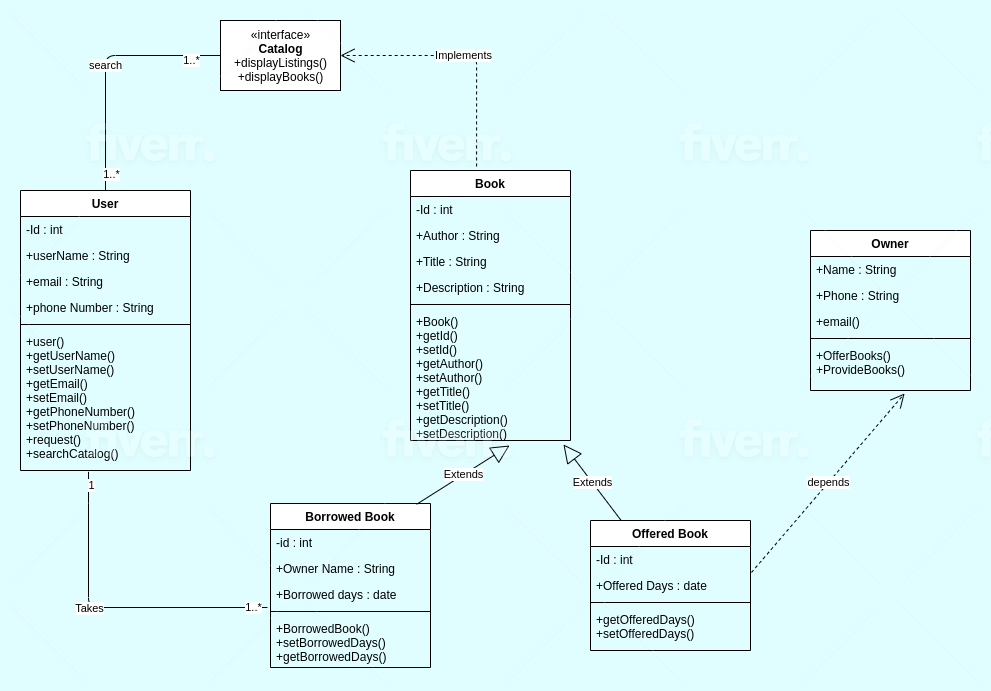 «interface»
Catalog
+displayListings()
+displayBooks()
1..*
search
1..*
Implements
User
-Id : int
+userName : String
+email : String
+phone Number : String
+user()
+getUserName()
+setUserName()
+getEmail()
+setEmail()
+getPhoneNumber()
+setPhoneNumber()
+request()
+searchCatalog()
Book
-Id : int
+Author : String
+Title : String
+Description : String
+Book()
+getId()
+setId()
+getAuthor()
+setAuthor()
+getTitle()
+setTitle()
+getDescription()
+setDescription()
Owner
+Name : String
+Phone : String
+email()
+OfferBooks()
+ProvideBooks()
1
Takes
1..*
Extends
Extends
depends
Borrowed Book
-id : int
+Owner Name : String
+Borrowed days : date
+BorrowedBook()
+setBorrowedDays()
+getBorrowedDays()
Offered Book
-Id : int
+Offered Days : date
+getOfferedDays()
+setOfferedDays()
fiverr.
fiverr.
fiverr.
fiverr.
fiverr.
fiverr.